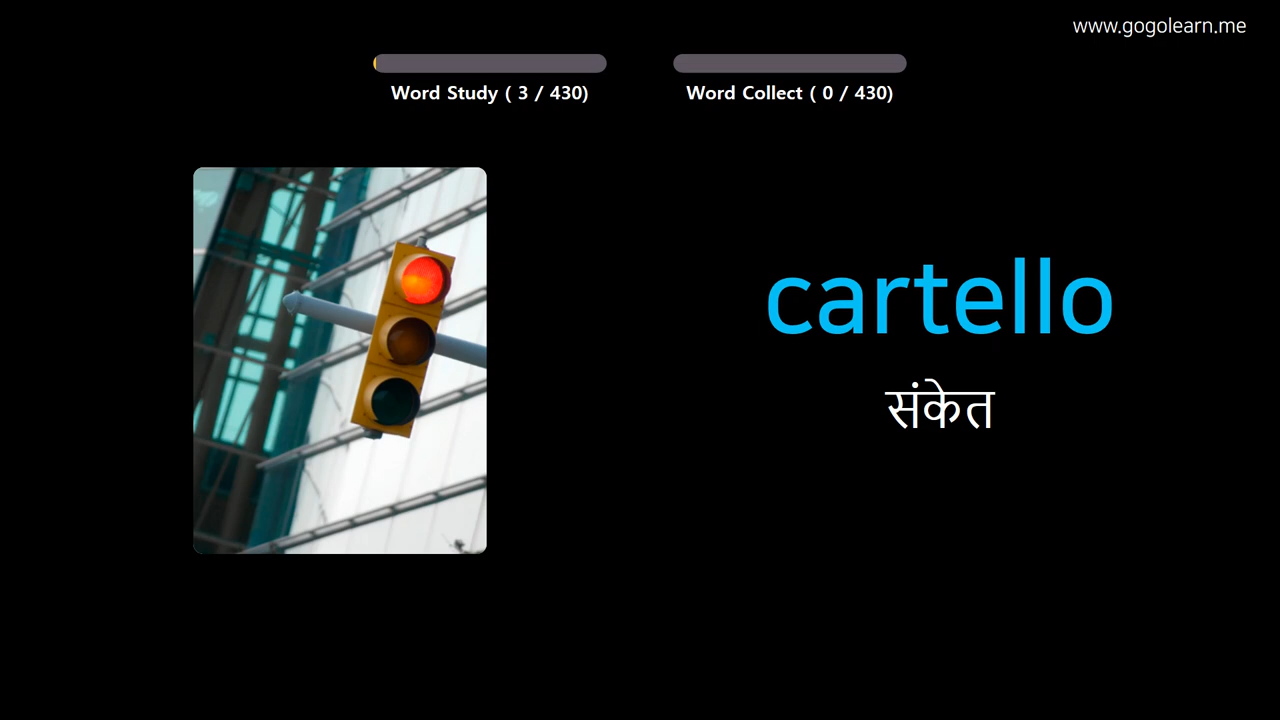 www.gogolearn.me
Word Study ( 3 / 430)
Word Collect ( 0 / 430)
cartello
संकेत